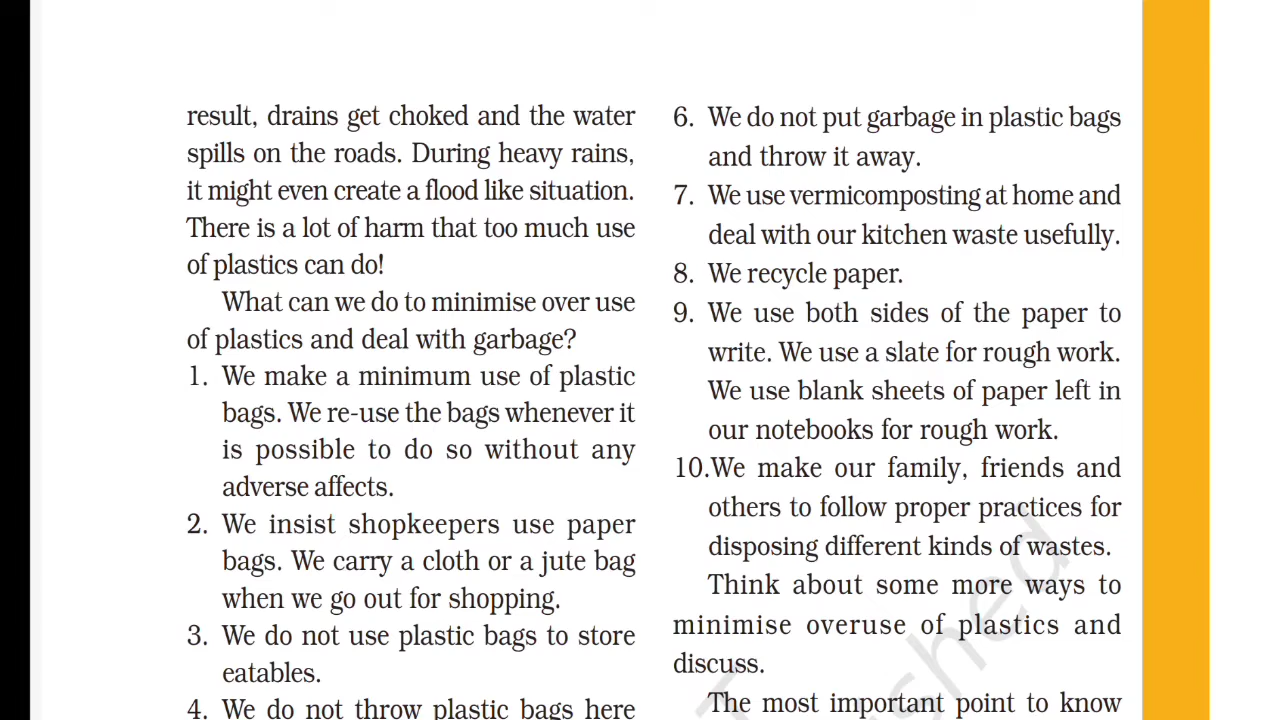 result, drains get choked and the water
spills on the roads. During heavy rains,
it might even create a flood like situation.
There is a lot of harm that too much use
of plastics can do!
What can we do to minimise over use
of plastics and deal with garbage?
1. We make a minimum use of plastic
bags. We re-use the bags whenever it
is possible to do so without any
adverse affects.
2. We insist shopkeepers use paper
bags. We carry a cloth or a jute bag
when we go out for shopping.
3. We do not use plastic bags to store
eatables.
4. We do not throw plastic bags here
6. We do not put garbage in plastic bags
and throw it away.
7. We use vermicomposting at home and
deal with our kitchen waste usefully.
8. We recycle paper.
9. We use both sides of the paper to
write. We use a slate for rough work.
We use blank sheets of paper left in
our notebooks for rough work.
10.We make our family, friends and
others to follow proper practices for
disposing different kinds of wastes.
Think about some more ways to
minimise overuse of plastics and
discuss.
The most important point to know